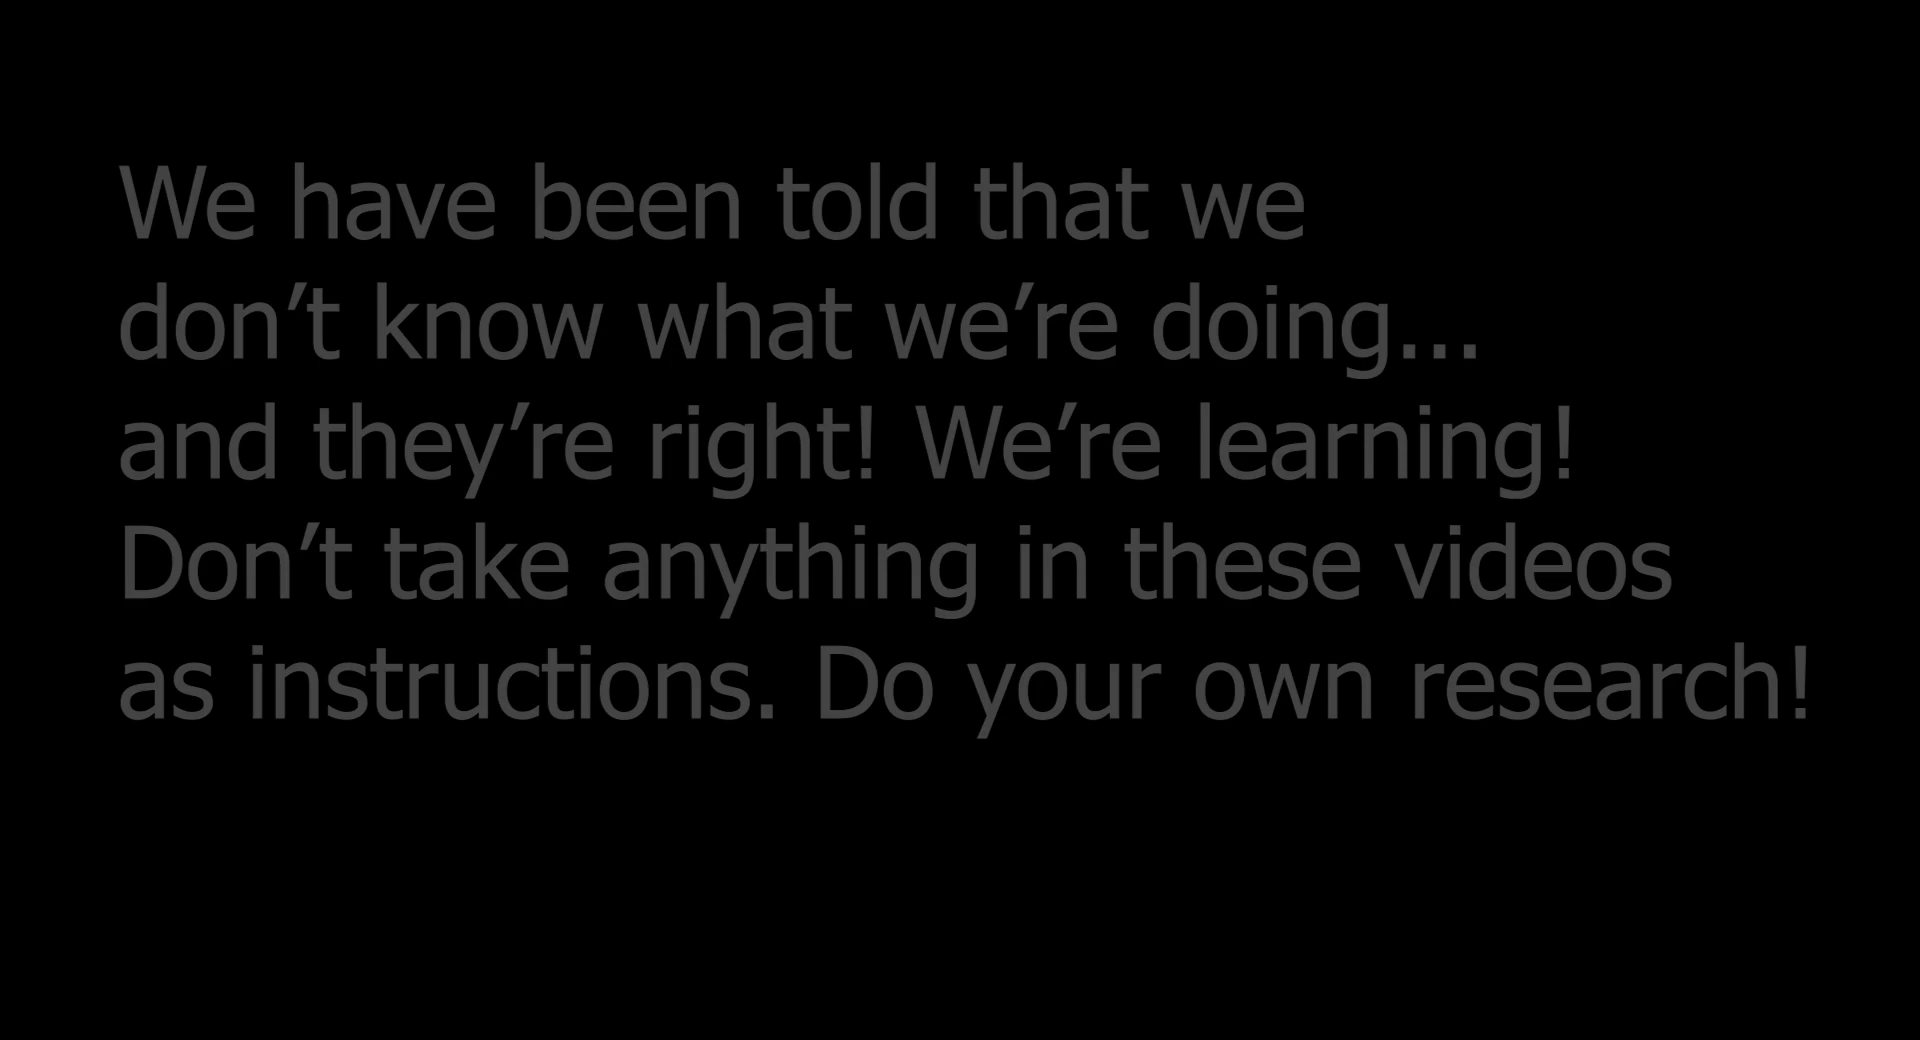 We have been told that we
don’t know what we’re doing...
and they’re right! We’re learning!
Don’t take anything in these videos
as instructions. Do your own research!